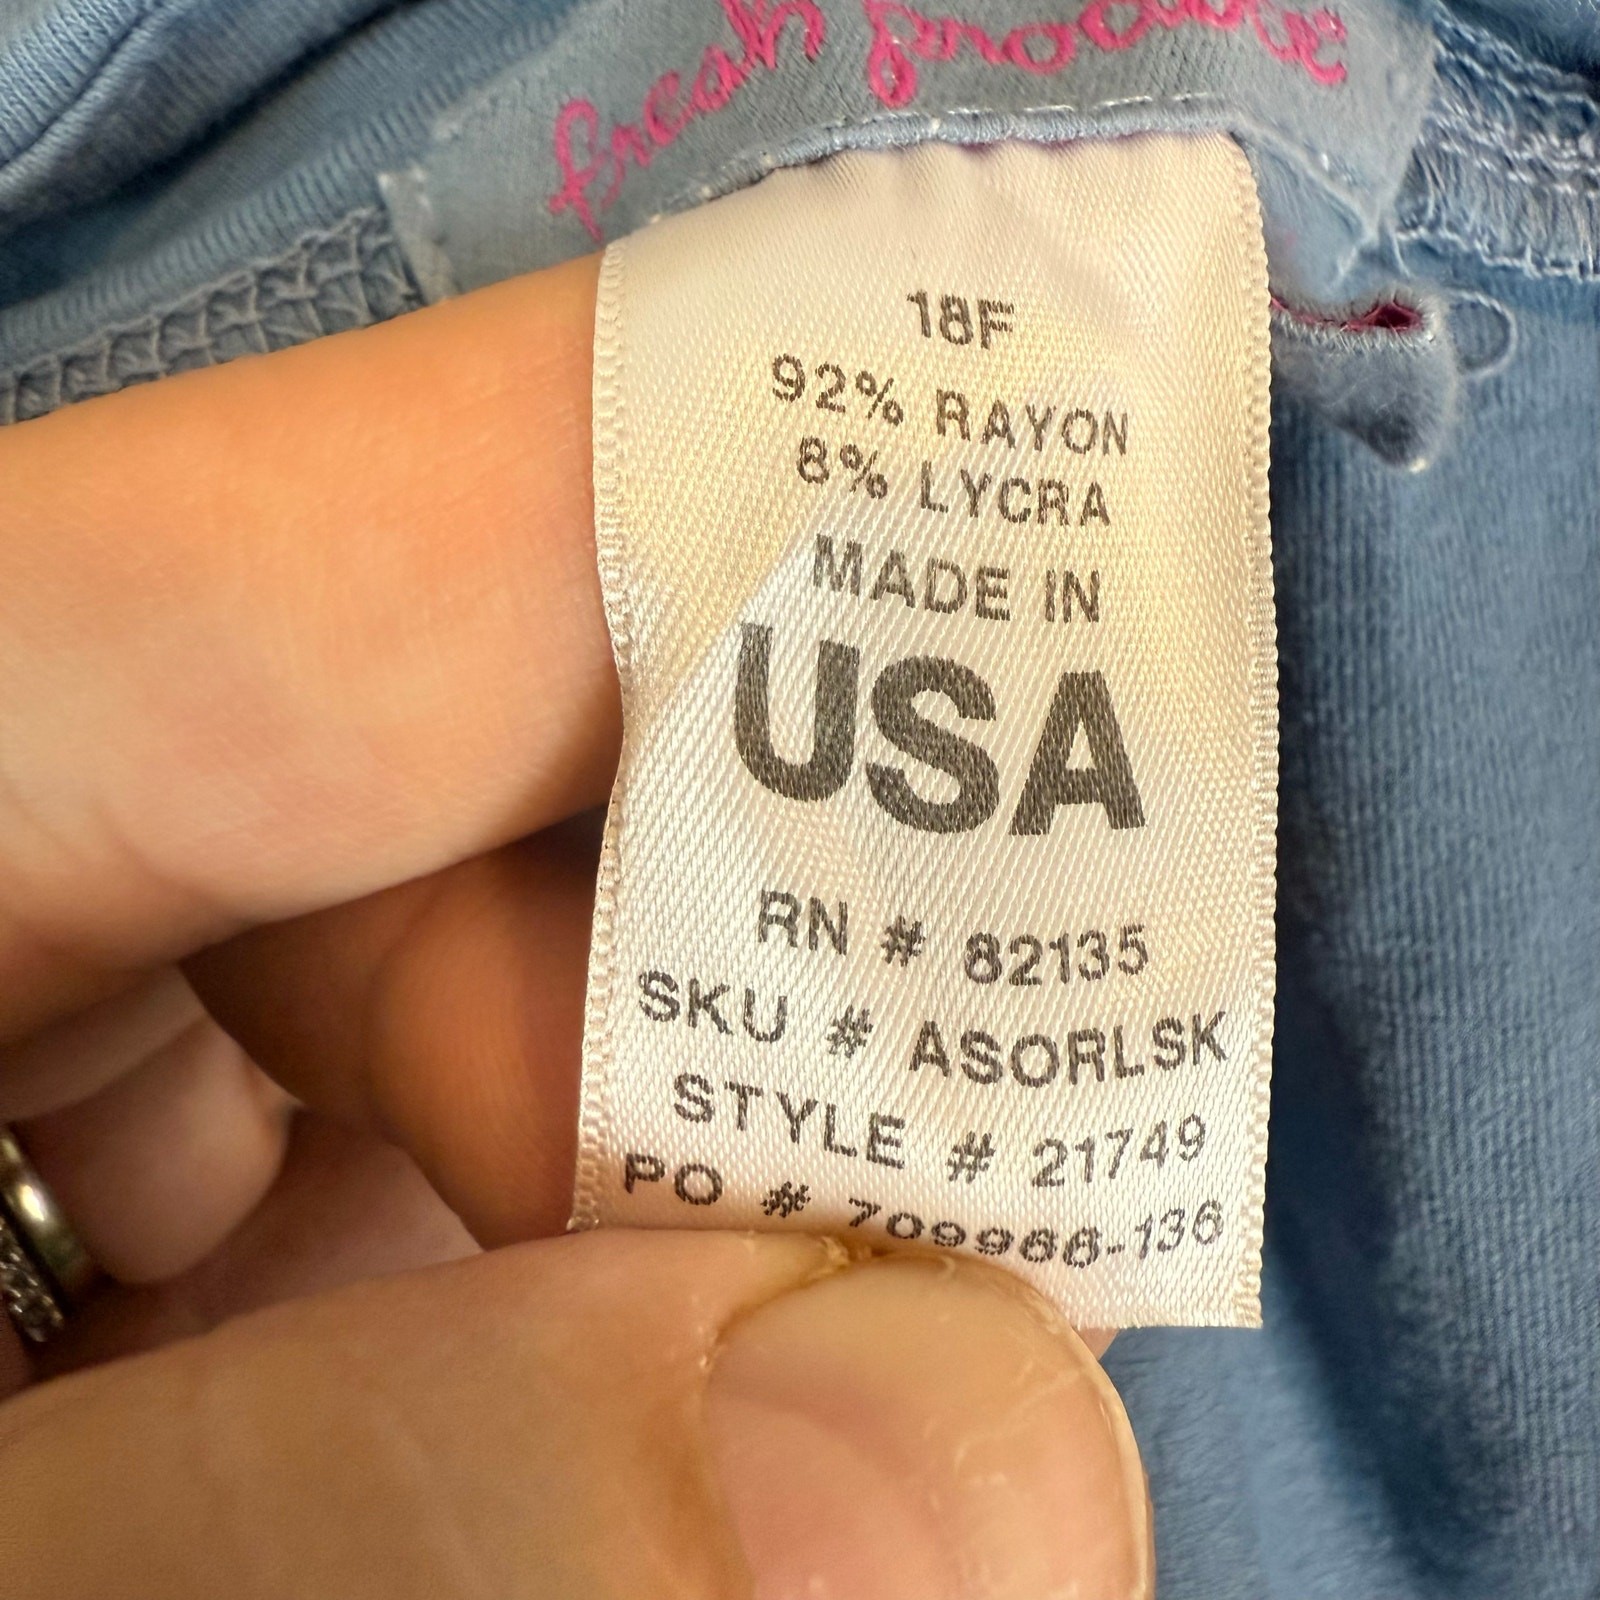 fresh produce
18F
92% RAYON
8% LYCRA
MADE IN
USA
RN # 82135
SKU # ASORLSK
STYLE # 21749
PO # 709966-136